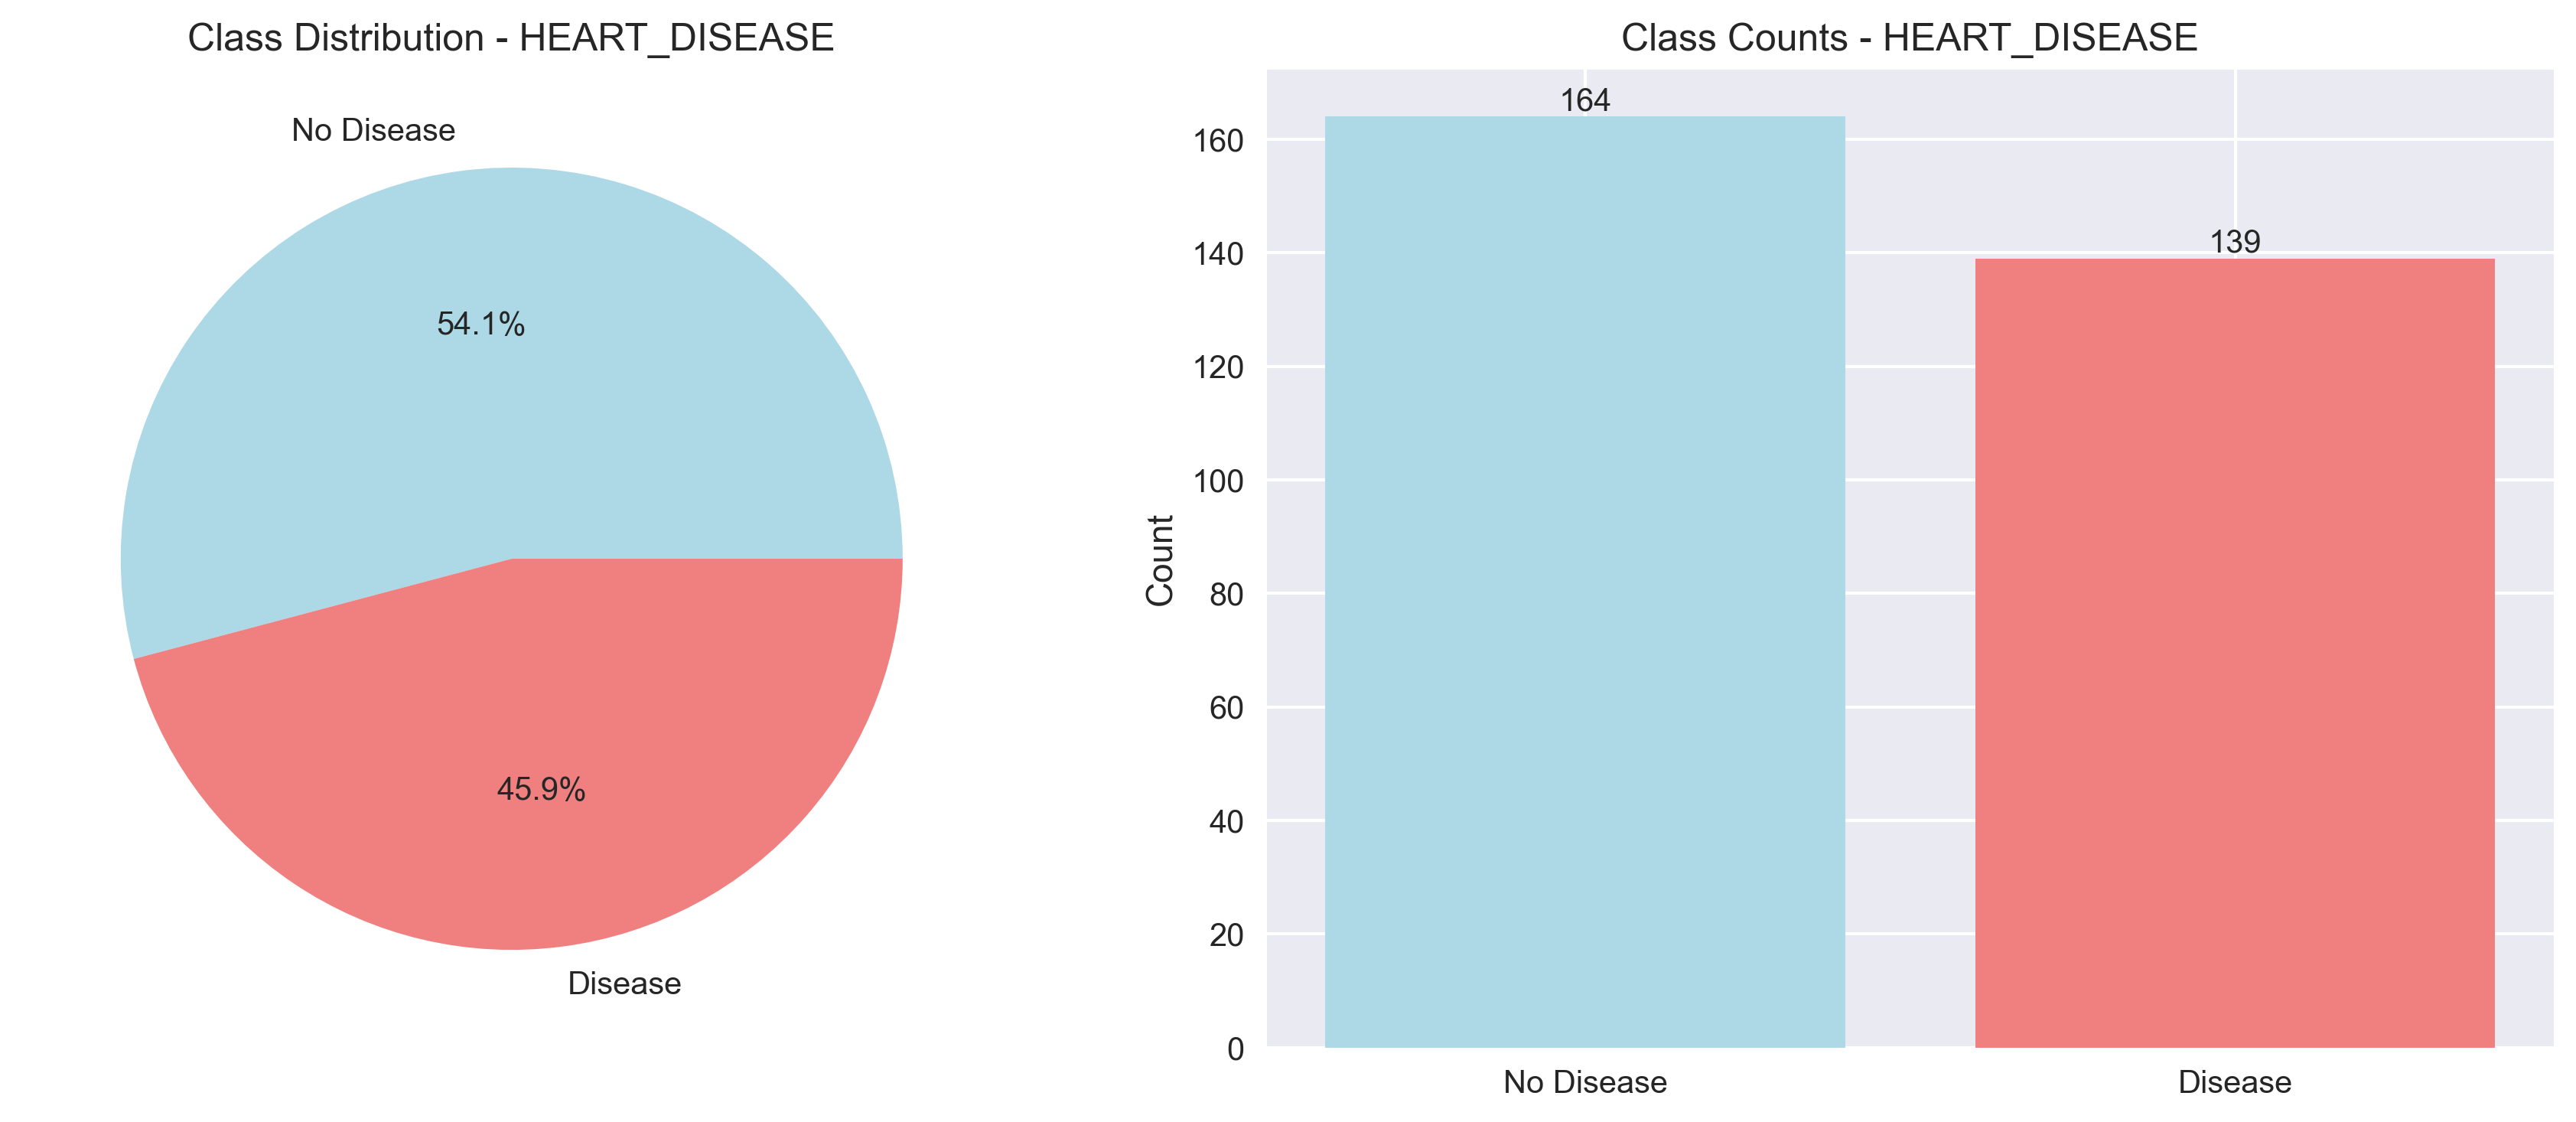 Class Distribution - HEART_DISEASE
No Disease
54.1%
45.9%
Disease
Class Counts - HEART_DISEASE
164
139
160
140
120
100
80
60
40
20
0
Count
No Disease
Disease